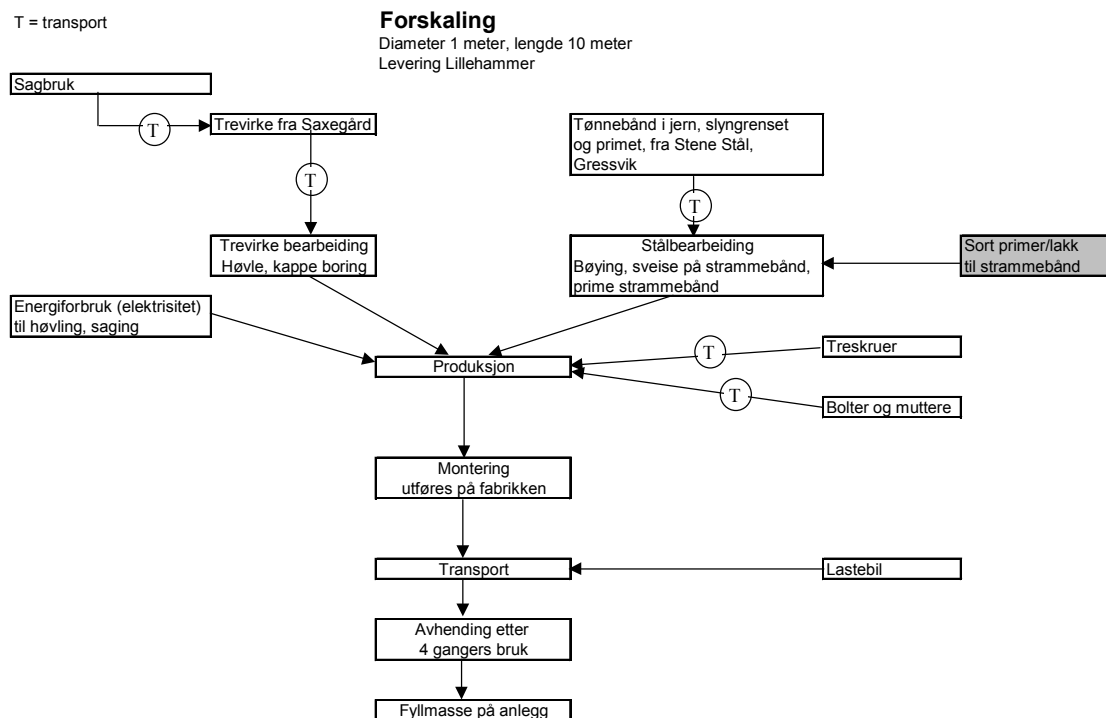 T = transport
Forskaling
Diameter 1 meter, lengde 10 meter
Levering Lillehammer
Sagbruk
T
Trevirke fra Saxegård
Tønnebånd i jern, slyngrenset
og primet, fra Stene Stål,
Gressvik
T
T
Trevirke bearbeiding
Høvle, kappe boring
Stålbearbeiding
Bøying, sveise på strammebånd,
prime strammebånd
Sort primer/lakk
til strammebånd
Energiforbruk (elektrisitet)
til høvling, saging
T
Treskruer
Produksjon
T
Bolter og muttere
Montering
utføres på fabrikken
Transport
Lastebil
Avhending etter
4 gangers bruk
Fyllmasse på anlegg